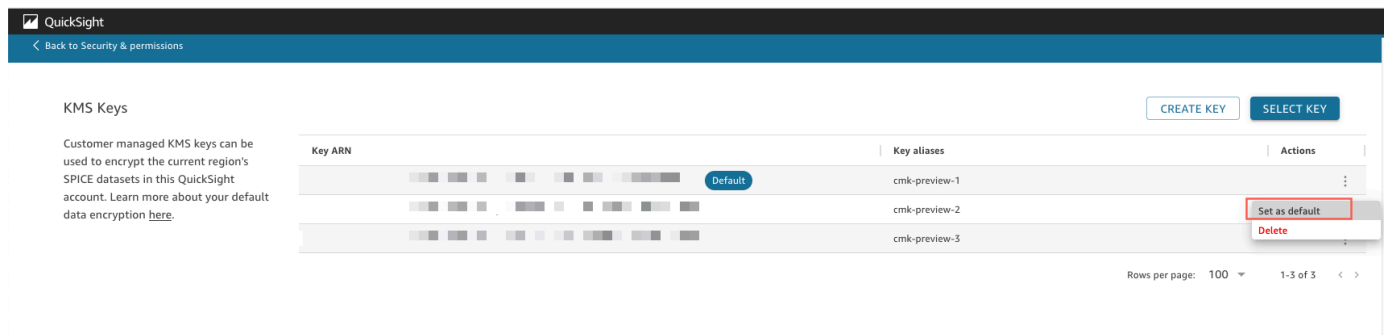 QuickSight
Back to Security & permissions
KMS Keys
CREATE KEY
SELECT KEY
Customer managed KMS keys can be
used to encrypt the current region's
SPICE datasets in this QuickSight
account. Learn more about your default
data encryption here.
Key ARN
Key aliases
Actions
Default
cmk-preview-1
cmk-preview-2
Set as default
Delete
cmk-preview-3
Rows per page: 100
1-3 of 3